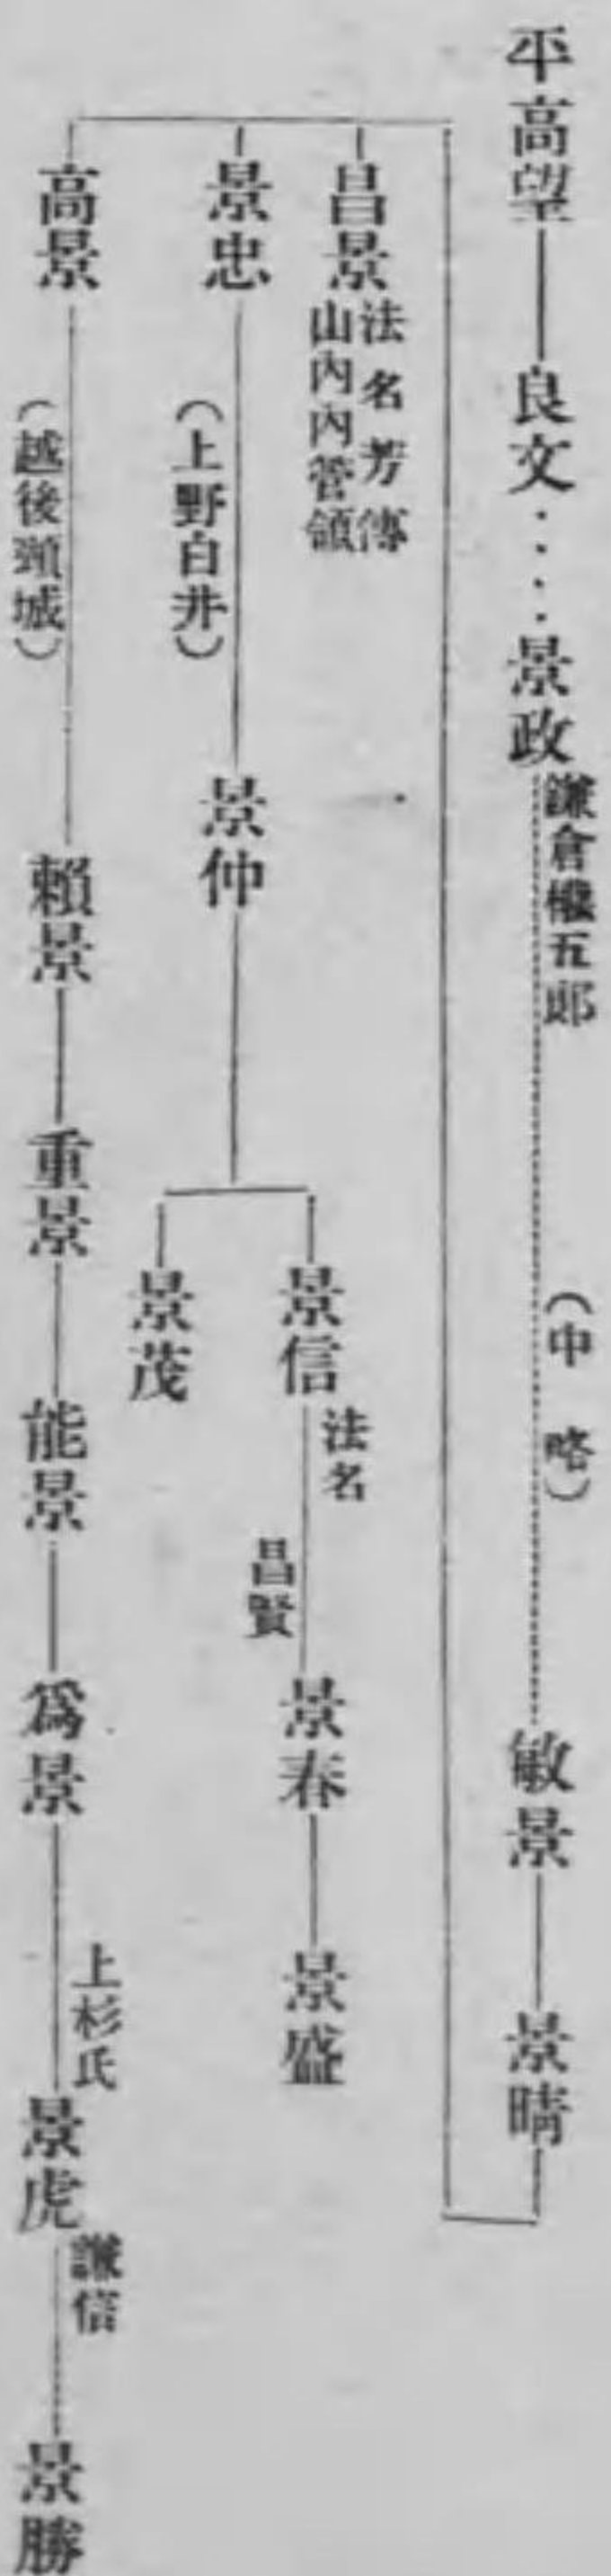 平高望――良文・・・・景政 鎌倉權五郎 (中略) 敏景――景晴
昌景 法名芳傳
山內內管領
景忠 (上野白井) 景仲
景信 法名 昌賢 景春――景盛
景茂
高景 (越後頸城) 賴景――重景――能景――爲景――上杉氏 景虎 謙信 景勝